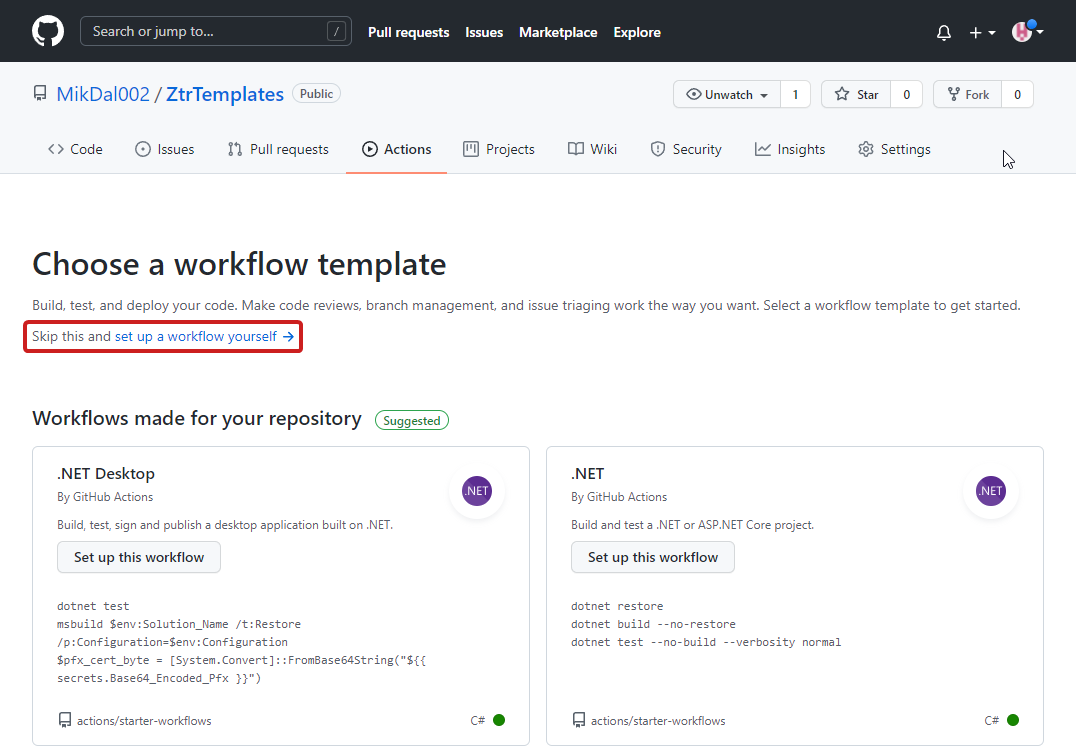 Search or jump to... /
Pull requests Issues Marketplace Explore
MikDal002 / ZtrTemplates Public
Unwatch 1 Star 0 Fork 0
Code Issues Pull requests Actions Projects Wiki Security Insights Settings
Choose a workflow template
Build, test, and deploy your code. Make code reviews, branch management, and issue triaging work the way you want. Select a workflow template to get started.
Skip this and set up a workflow yourself →
Workflows made for your repository Suggested
.NET Desktop
By GitHub Actions
.NET
Build, test, sign and publish a desktop application built on .NET.
Set up this workflow
dotnet test
msbuild $env:Solution_Name /t:Restore
/p:Configuration=$env:Configuration
$pfx_cert_byte = [System.Convert]::FromBase64String("${{
secrets.Base64_Encoded_Pfx }}")
actions/starter-workflows C#
.NET
By GitHub Actions
.NET
Build and test a .NET or ASP.NET Core project.
Set up this workflow
dotnet restore
dotnet build --no-restore
dotnet test --no-build --verbosity normal
actions/starter-workflows C#